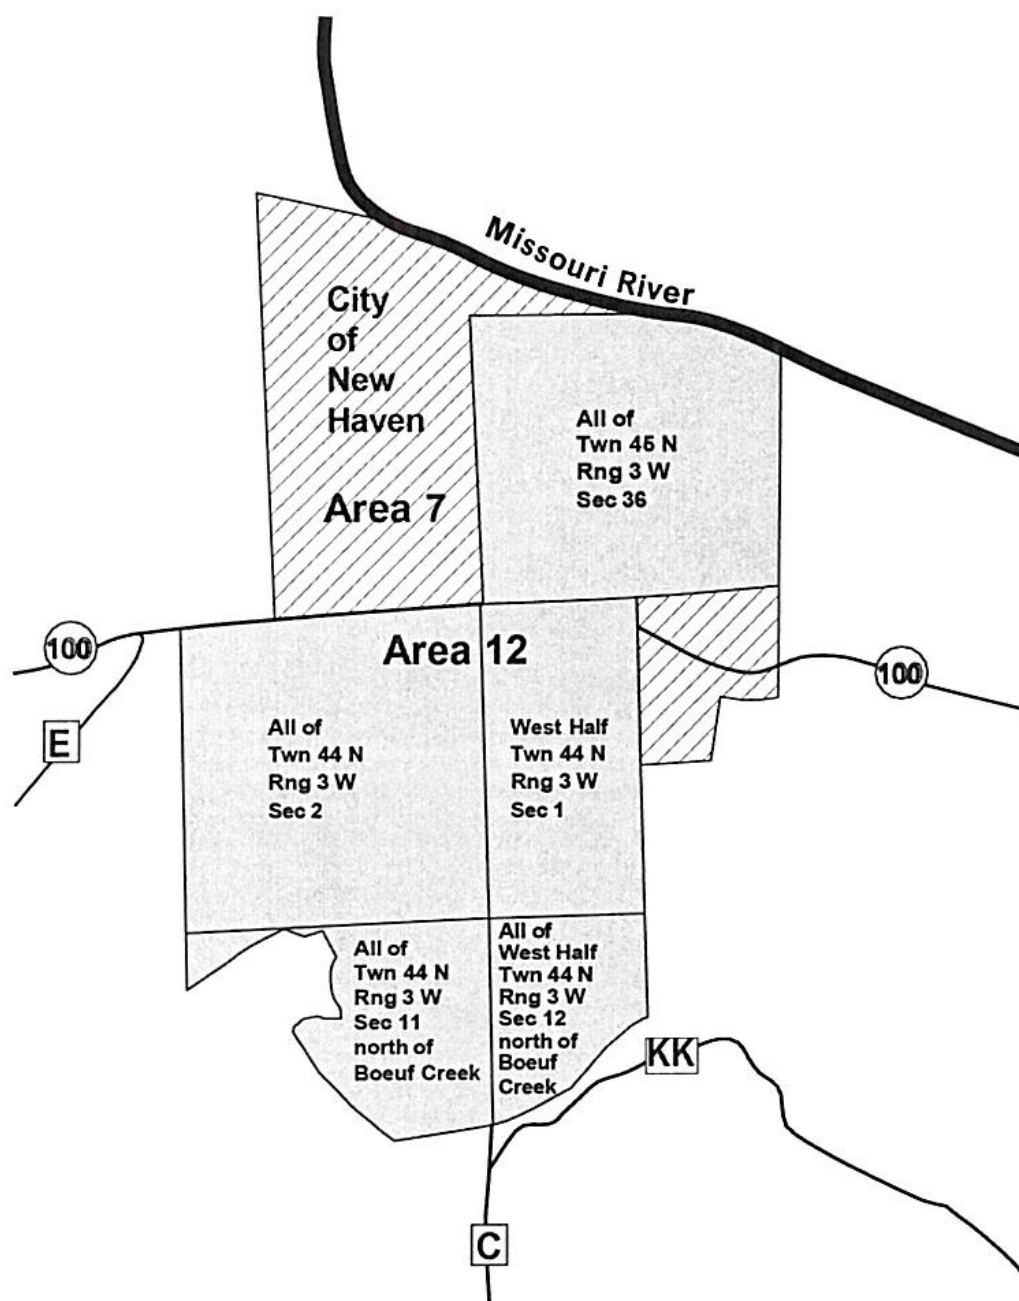 Missouri River
City
of
New
Haven
Area 7
All of
Twn 45 N
Rng 3 W
Sec 36
100
Area 12
100
E
All of
Twn 44 N
Rng 3 W
Sec 2
West Half
Twn 44 N
Rng 3 W
Sec 1
All of
Twn 44 N
Rng 3 W
Sec 11
north of
Boeuf Creek
All of
West Half
Twn 44 N
Rng 3 W
Sec 12
north of
Boeuf
Creek
KK
C